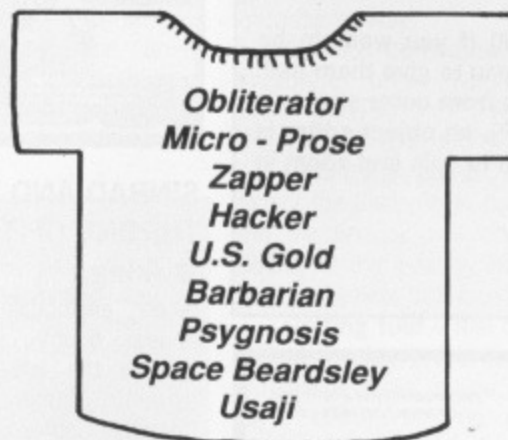 Obliterator
Micro - Prose
Zapper
Hacker
U.S. Gold
Barbarian
Psygnosis
Space Beardsley
Usaji